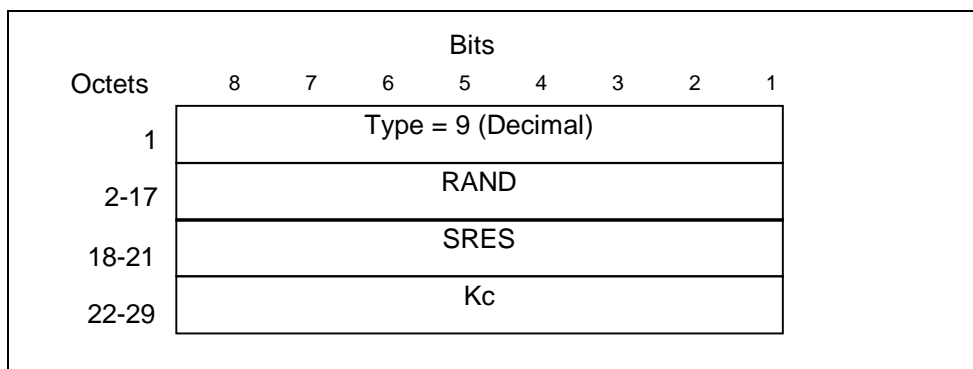 Bits
Octets 8 7 6 5 4 3 2 1
1 Type = 9 (Decimal)
2-17 RAND
18-21 SRES
22-29 Kc